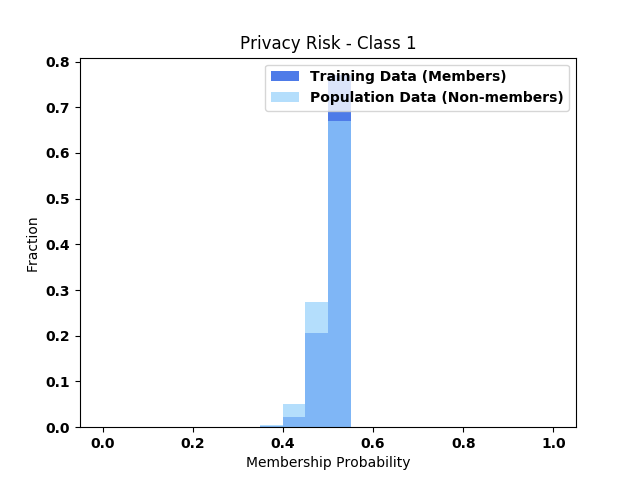 Privacy Risk - Class 1
Training Data (Members)
Population Data (Non-members)
Fraction
0.8
0.7
0.6
0.5
0.4
0.3
0.2
0.1
0.0
0.0 0.2 0.4 0.6 0.8 1.0
Membership Probability